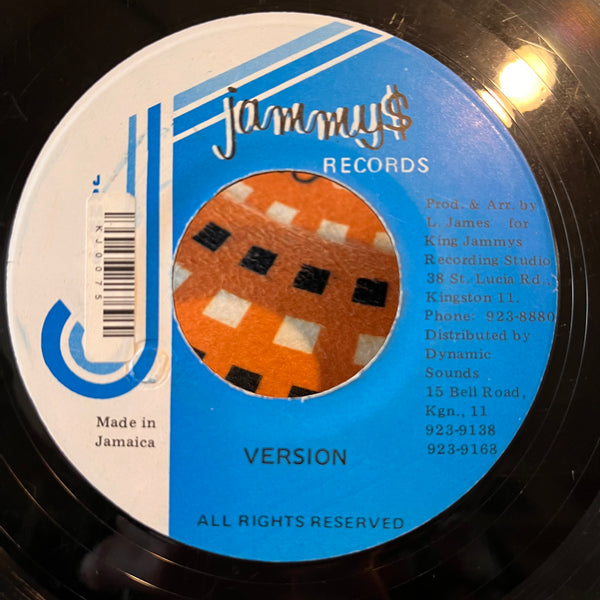 jammy$
RECORDS
KJ0075
Prod. & Arr. by
L. James for
King Jammys
Recording Studio
38 St. Lucia Rd.,
Kingston 11.
Phone: 923-8880
Distributed by
Dynamic
Sounds
15 Bell Road,
Kgn., 11
923-9138
923-9168
Made in
Jamaica
VERSION
ALL RIGHTS RESERVED